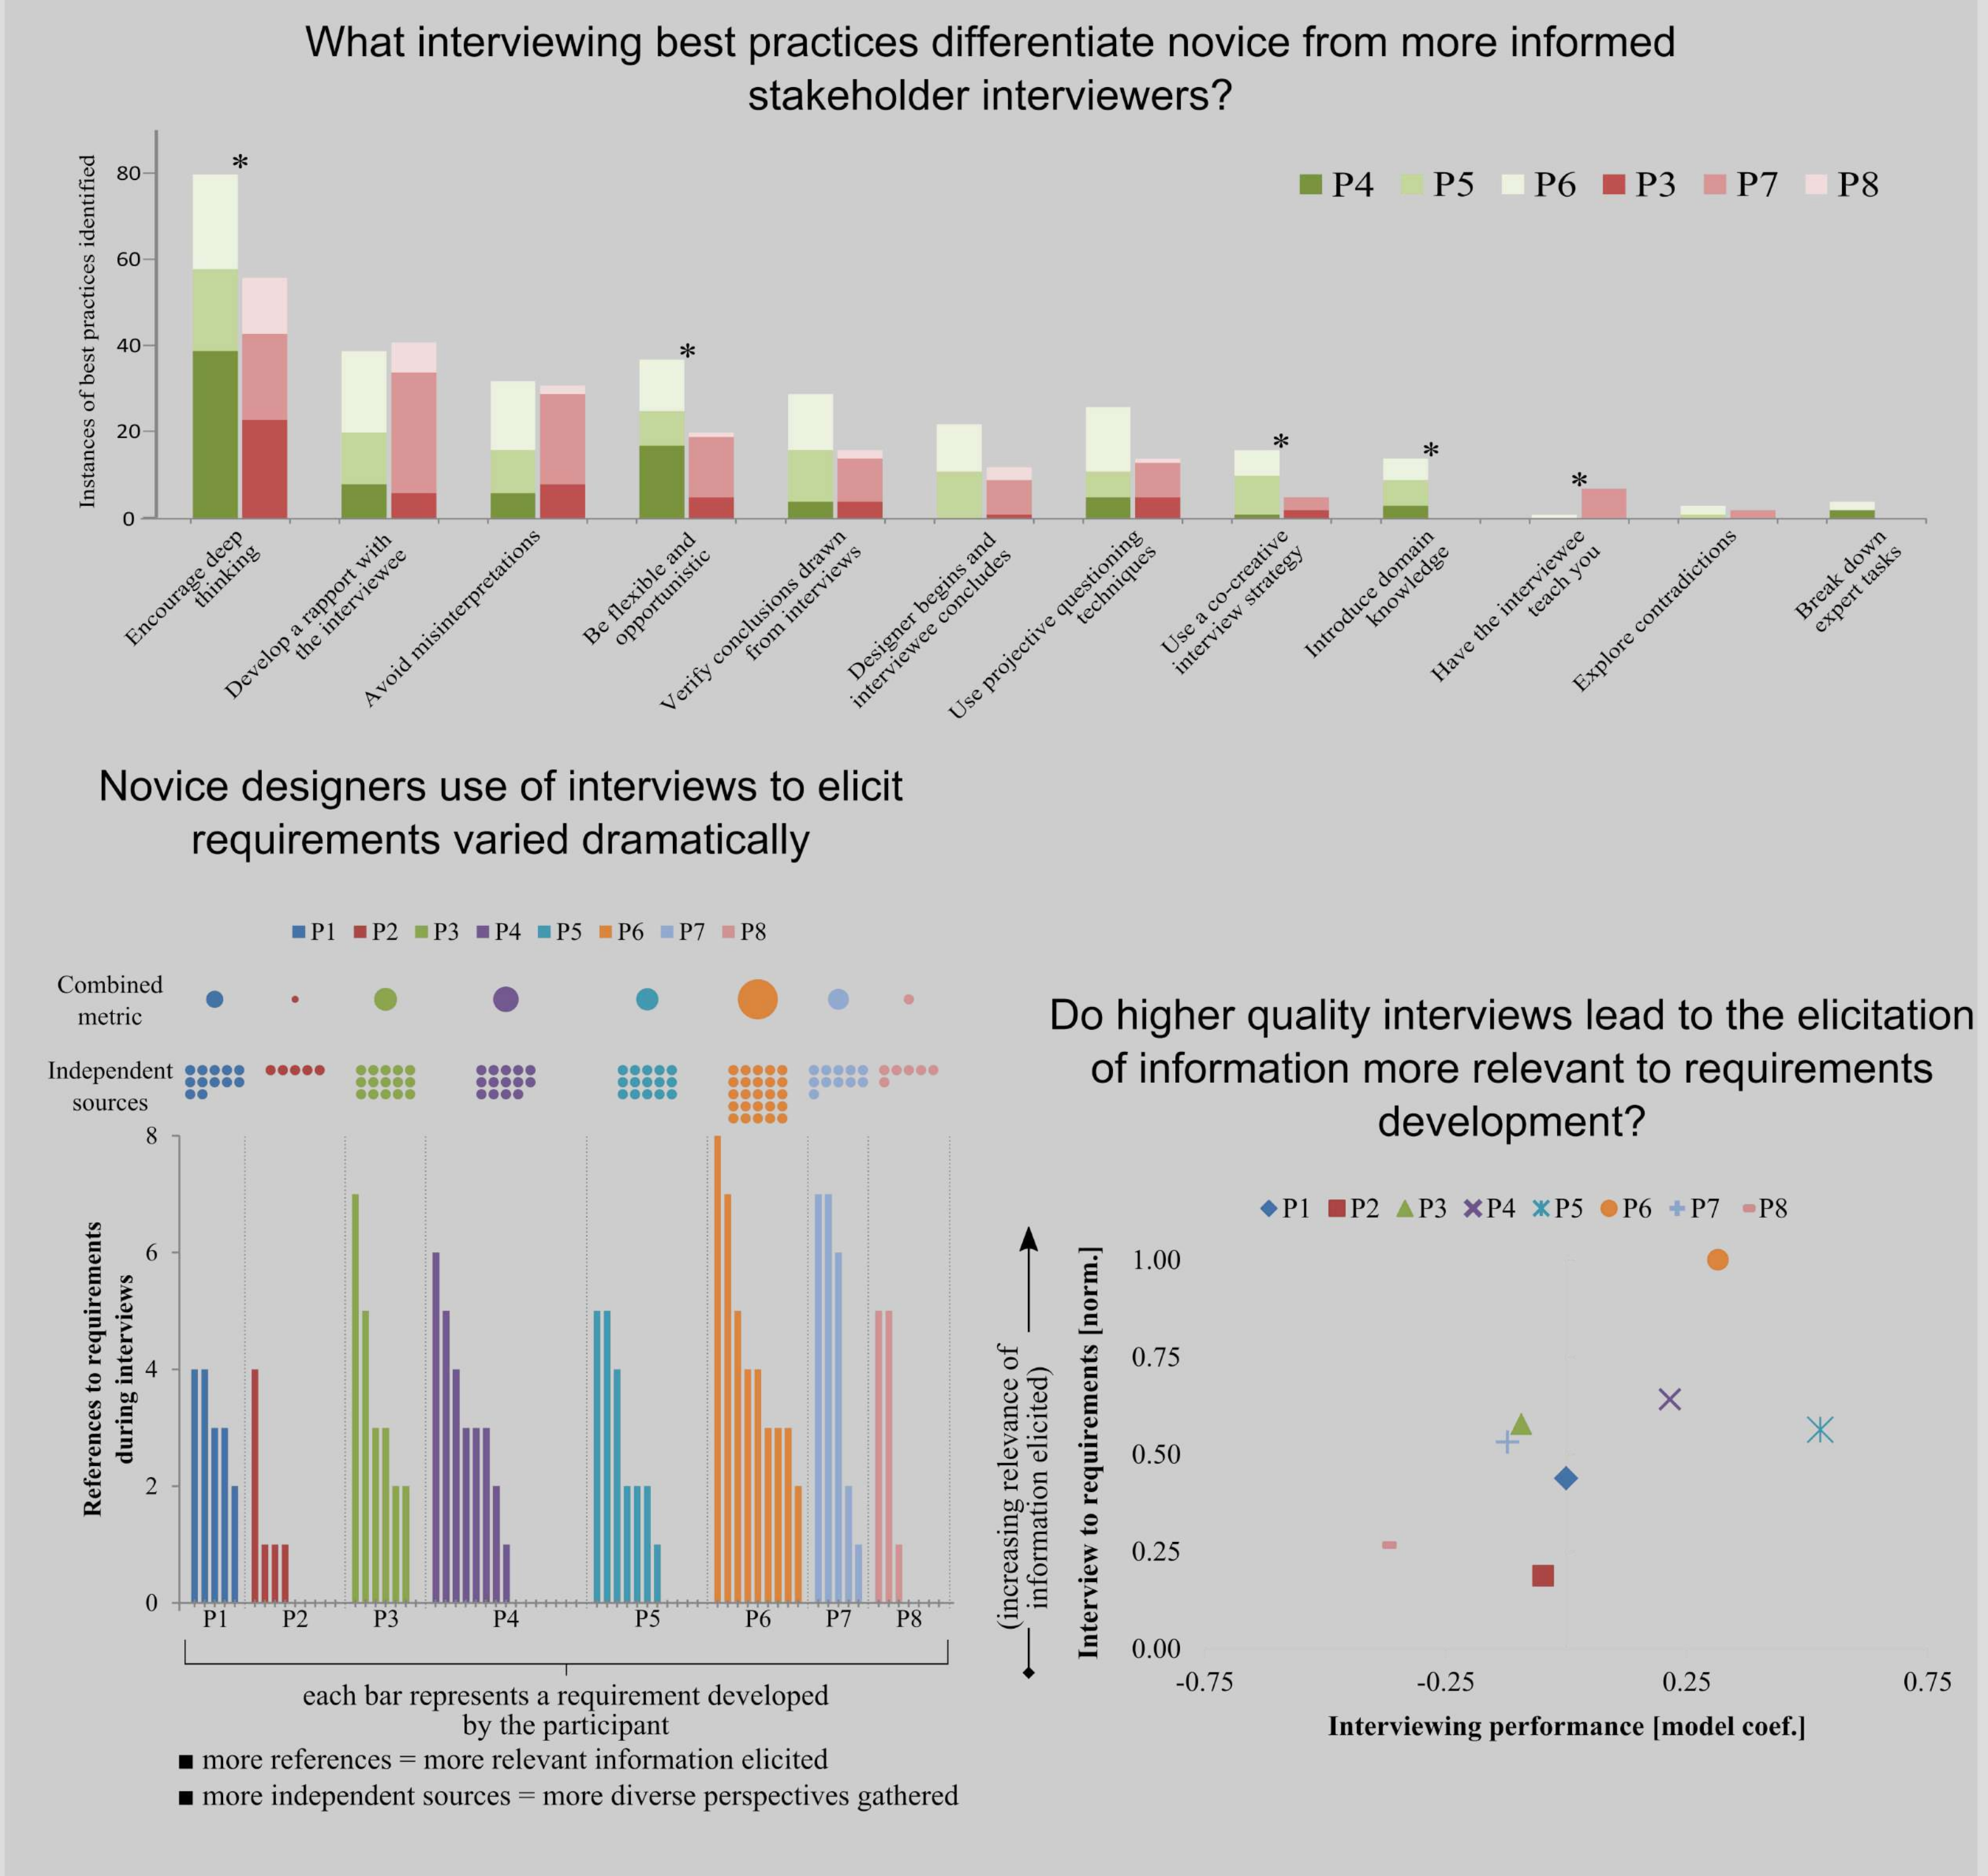 What interviewing best practices differentiate novice from more informed
stakeholder interviewers?
Instances of best practices identified
80
60
40
20
0
*
*
*
*
*
P4 P5 P6 P3 P7 P8
Encourage deep
thinking
Develop a rapport with
the interviewee
Avoid misinterpretations
Be flexible and
opportunistic
Verify conclusions drawn
from interviews
Designer begins and
interviewee concludes
Use projective questioning
techniques
Use a co-creative
interview strategy
Introduce domain
knowledge
Have the interviewee
teach you
Explore contradictions
Break down
expert tasks
Novice designers use of interviews to elicit
requirements varied dramatically
P1 P2 P3 P4 P5 P6 P7 P8
Combined
metric
Independent
sources
References to requirements
during interviews
8
6
4
2
0
P1 P2 P3 P4 P5 P6 P7 P8
each bar represents a requirement developed
by the participant
more references = more relevant information elicited
more independent sources = more diverse perspectives gathered
Do higher quality interviews lead to the elicitation
of information more relevant to requirements
development?
P1 P2 P3 P4 P5 P6 P7 P8
(increasing relevance of
information elicited)
Interview to requirements [norm.]
1.00
0.75
0.50
0.25
0.00
-0.75 -0.25 0.25 0.75
Interviewing performance [model coef.]